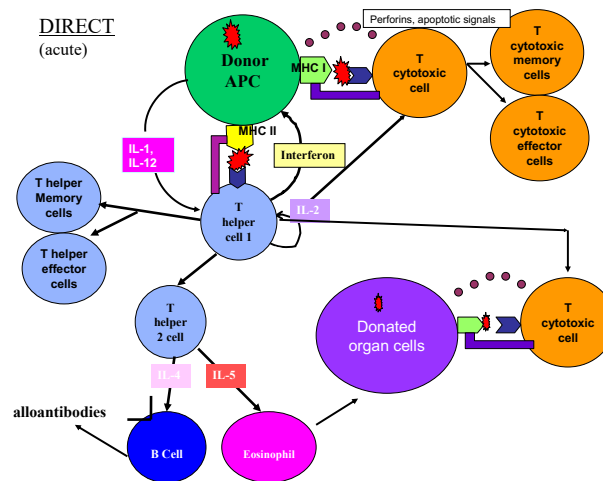 DIRECT
(acute)
Perforins, apoptotic signals
Donor
APC
MHC I
T
cytotoxic
cell
T
cytotoxic
memory
cells
T
cytotoxic
effector
cells
MHC II
IL-1,
IL-12
Interferon
T helper
Memory
cells
T
helper
cell 1
IL-2
T helper
effector
cells
T
helper
2 cell
Donated
organ cells
T
cytotoxic
cell
IL-4
IL-5
alloantibodies
B Cell
Eosinophil